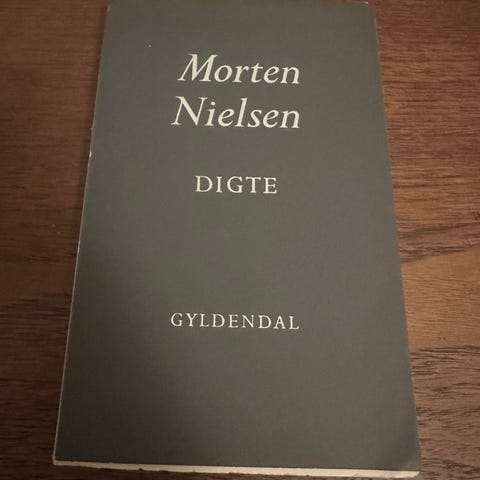 Morten
Nielsen
DIGTE
GYLDENDAL